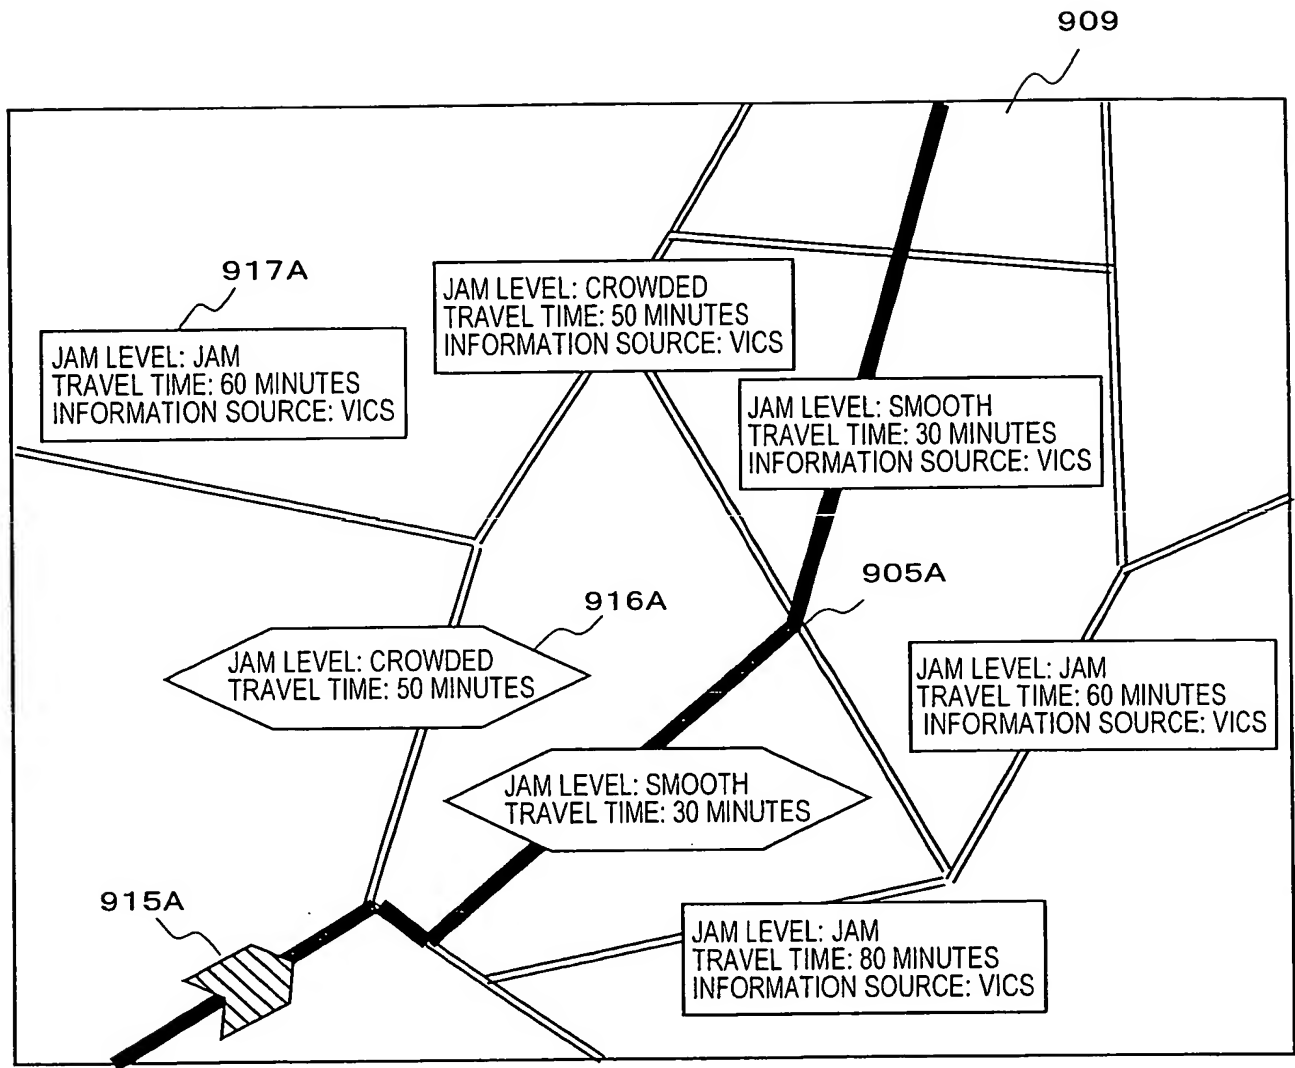 909
917A
JAM LEVEL: CROWDED
TRAVEL TIME: 50 MINUTES
INFORMATION SOURCE: VICS
JAM LEVEL: JAM
TRAVEL TIME: 60 MINUTES
INFORMATION SOURCE: VICS
JAM LEVEL: SMOOTH
TRAVEL TIME: 30 MINUTES
INFORMATION SOURCE: VICS
905A
916A
JAM LEVEL: CROWDED
TRAVEL TIME: 50 MINUTES
JAM LEVEL: JAM
TRAVEL TIME: 60 MINUTES
INFORMATION SOURCE: VICS
JAM LEVEL: SMOOTH
TRAVEL TIME: 30 MINUTES
915A
JAM LEVEL: JAM
TRAVEL TIME: 80 MINUTES
INFORMATION SOURCE: VICS